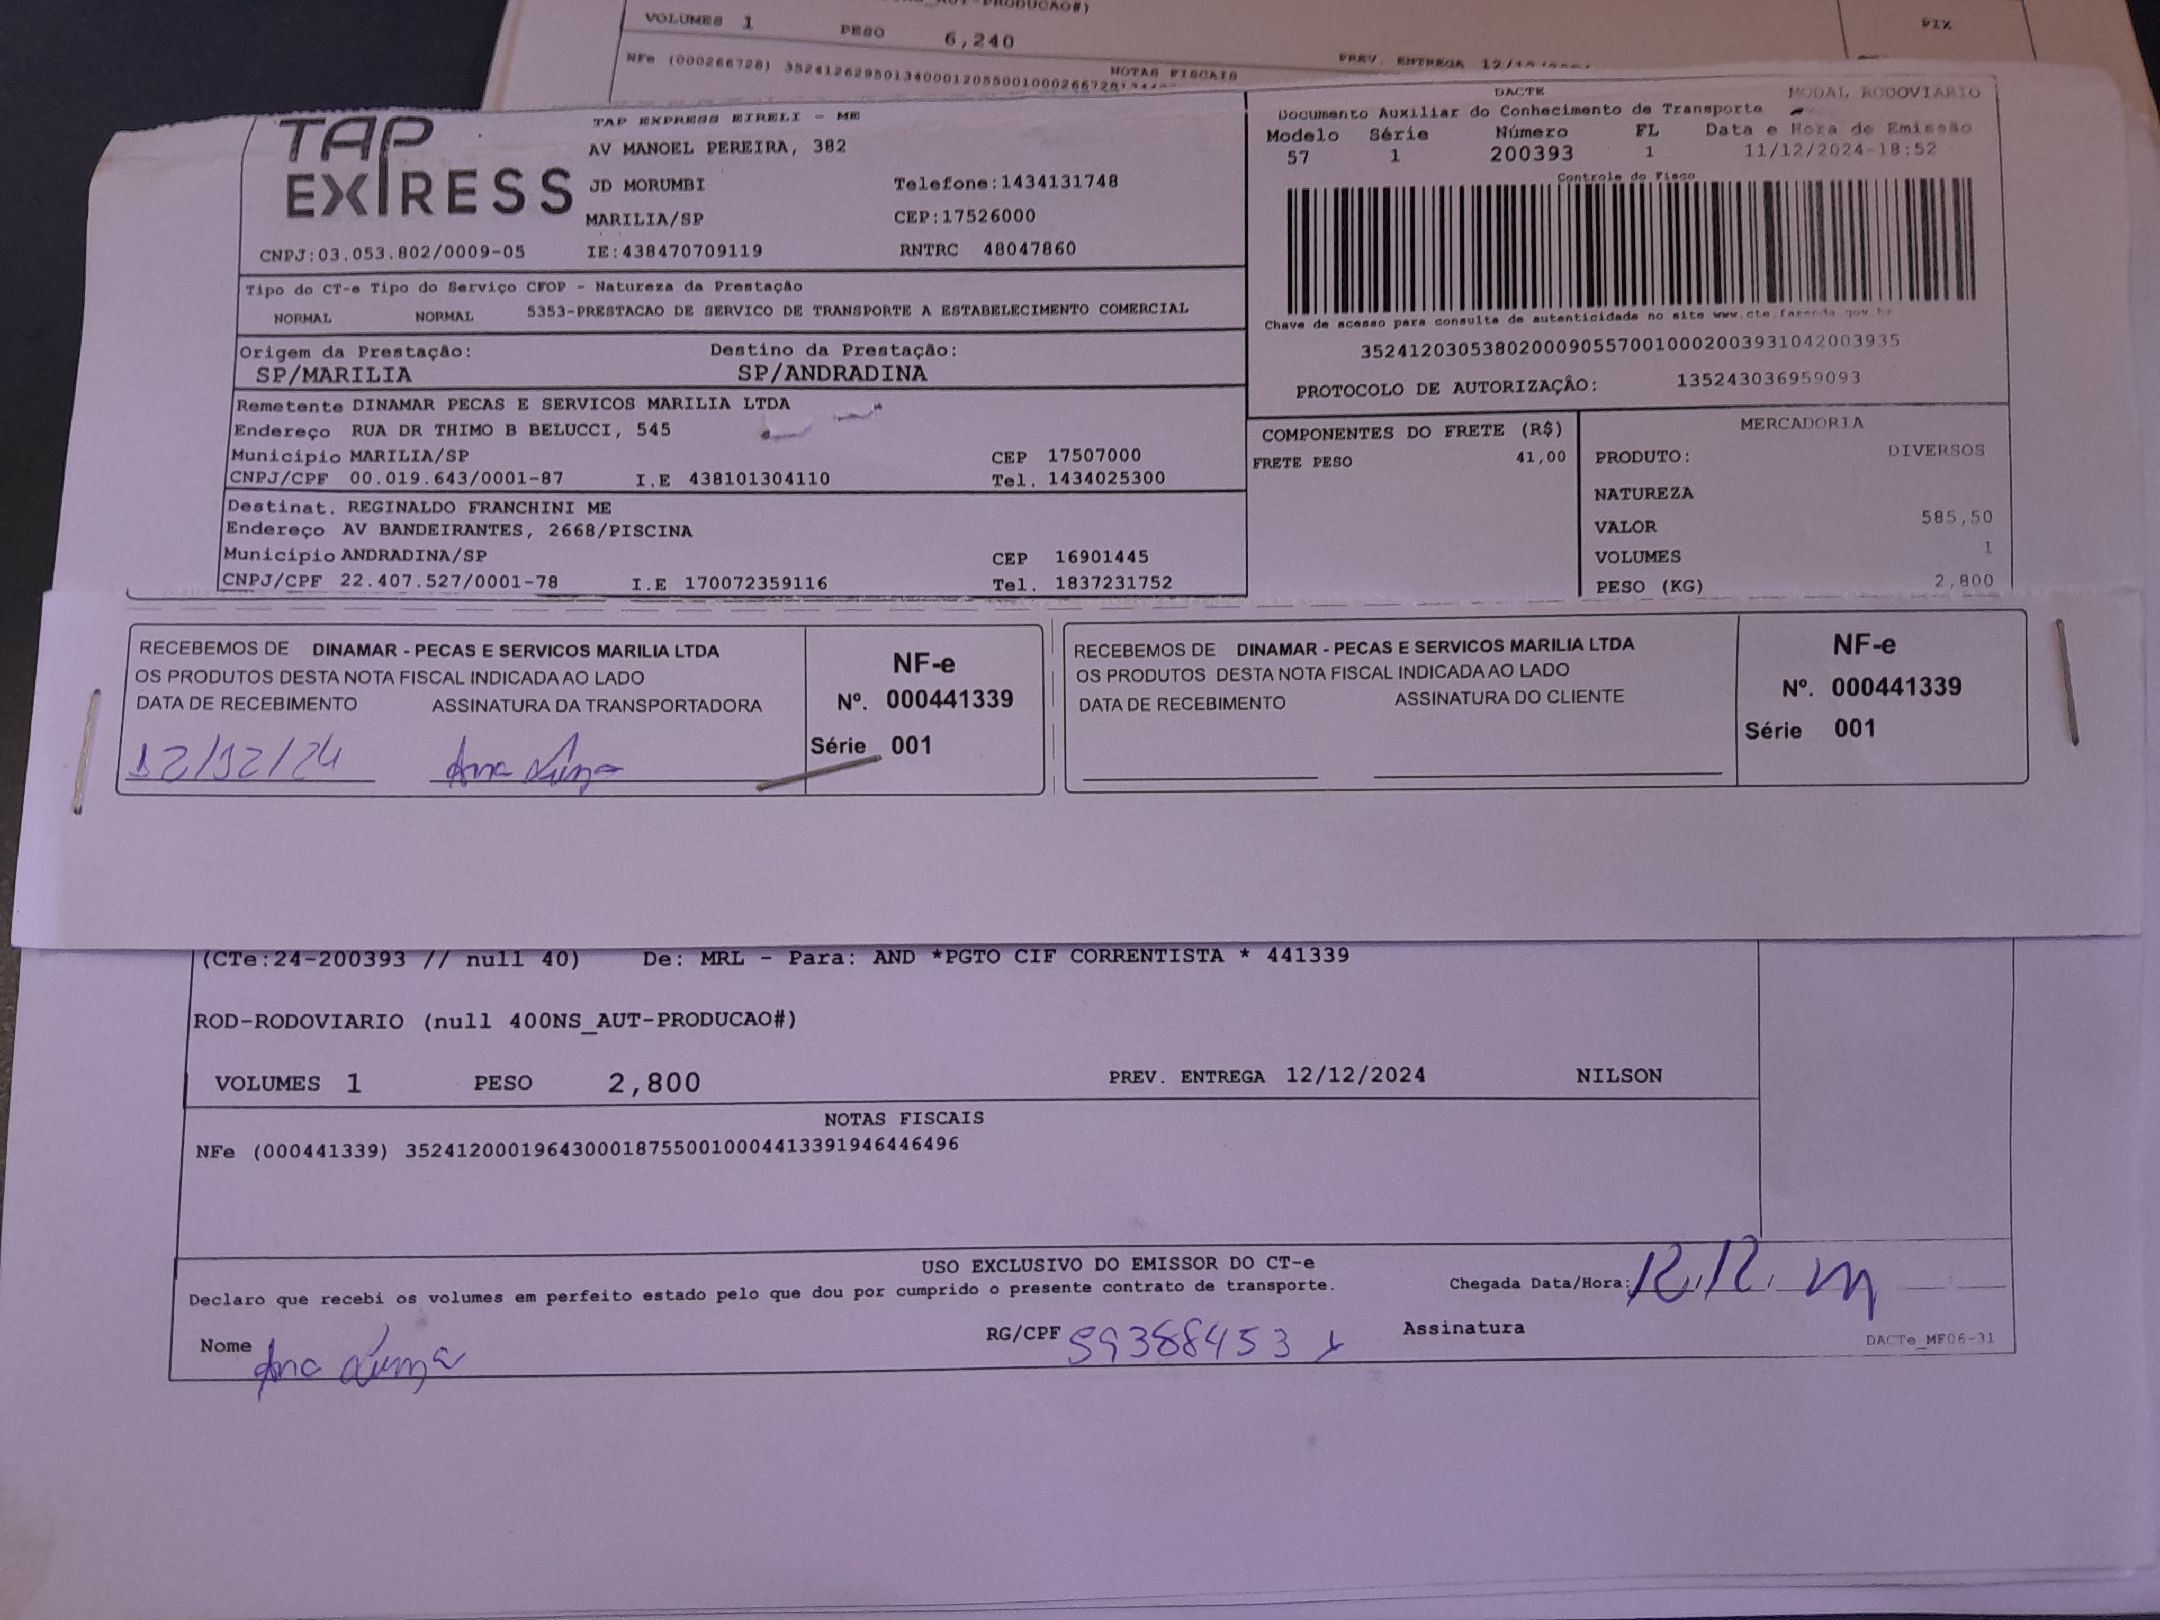 VOLUMES 1 PESO 6,240 PIX
NOTAS FISCAIS PREV. ENTREGA
NFe (000266728)
TAP EXPRESS
TAP EXPRESS EIRELI - ME
AV MANOEL PEREIRA, 382
JD MORUMBI Telefone:1434131748
MARILIA/SP CEP:17526000
CNPJ:03.053.802/0009-05 IE:438470709119 RNTRC 48047860
DACTE MODAL RODOVIARIO
Documento Auxiliar do Conhecimento de Transporte
Modelo Série Número FL Data e Hora de Emissão
57 1 200393 1 11/12/2024-18:52
Controle do Fisco
Chave de acesso para consulta de autenticidade no site www.cte.fazenda.gov.br
35241203053802000905570010002003931042003935
PROTOCOLO DE AUTORIZAÇÃO: 135243036959093
Tipo do CT-e Tipo do Serviço CFOP - Natureza da Prestação
NORMAL NORMAL 5353-PRESTACAO DE SERVICO DE TRANSPORTE A ESTABELECIMENTO COMERCIAL
Origem da Prestação: Destino da Prestação:
SP/MARILIA SP/ANDRADINA
Remetente DINAMAR PECAS E SERVICOS MARILIA LTDA
Endereço RUA DR THIMO B BELUCCI, 545
Município MARILIA/SP CEP 17507000
CNPJ/CPF 00.019.643/0001-87 I.E 438101304110 Tel. 1434025300
Destinat. REGINALDO FRANCHINI ME
Endereço AV BANDEIRANTES, 2668/PISCINA
Município ANDRADINA/SP CEP 16901445
CNPJ/CPF 22.407.527/0001-78 I.E 170072359116 Tel. 1837231752
COMPONENTES DO FRETE (R$)
FRETE PESO 41,00
MERCADORIA
PRODUTO: DIVERSOS
NATUREZA
VALOR 585,50
VOLUMES 1
PESO (KG) 2,800
RECEBEMOS DE DINAMAR - PECAS E SERVICOS MARILIA LTDA
OS PRODUTOS DESTA NOTA FISCAL INDICADA AO LADO
DATA DE RECEBIMENTO ASSINATURA DA TRANSPORTADORA
12/12/24
NF-e
Nº. 000441339
Série 001
RECEBEMOS DE DINAMAR - PECAS E SERVICOS MARILIA LTDA
OS PRODUTOS DESTA NOTA FISCAL INDICADA AO LADO
DATA DE RECEBIMENTO ASSINATURA DO CLIENTE
NF-e
Nº. 000441339
Série 001
(CTe:24-200393 // null 40) De: MRL - Para: AND *PGTO CIF CORRENTISTA * 441339
ROD-RODOVIARIO (null 400NS_AUT-PRODUCAO#)
VOLUMES 1 PESO 2,800 PREV. ENTREGA 12/12/2024 NILSON
NOTAS FISCAIS
NFe (000441339) 35241200019643000187550010004413391946446496
USO EXCLUSIVO DO EMISSOR DO CT-e
Declaro que recebi os volumes em perfeito estado pelo que dou por cumprido o presente contrato de transporte. Chegada Data/Hora: 12,12,
Nome Ana RG/CPF 59388453 x Assinatura
DACTe_MF06-31